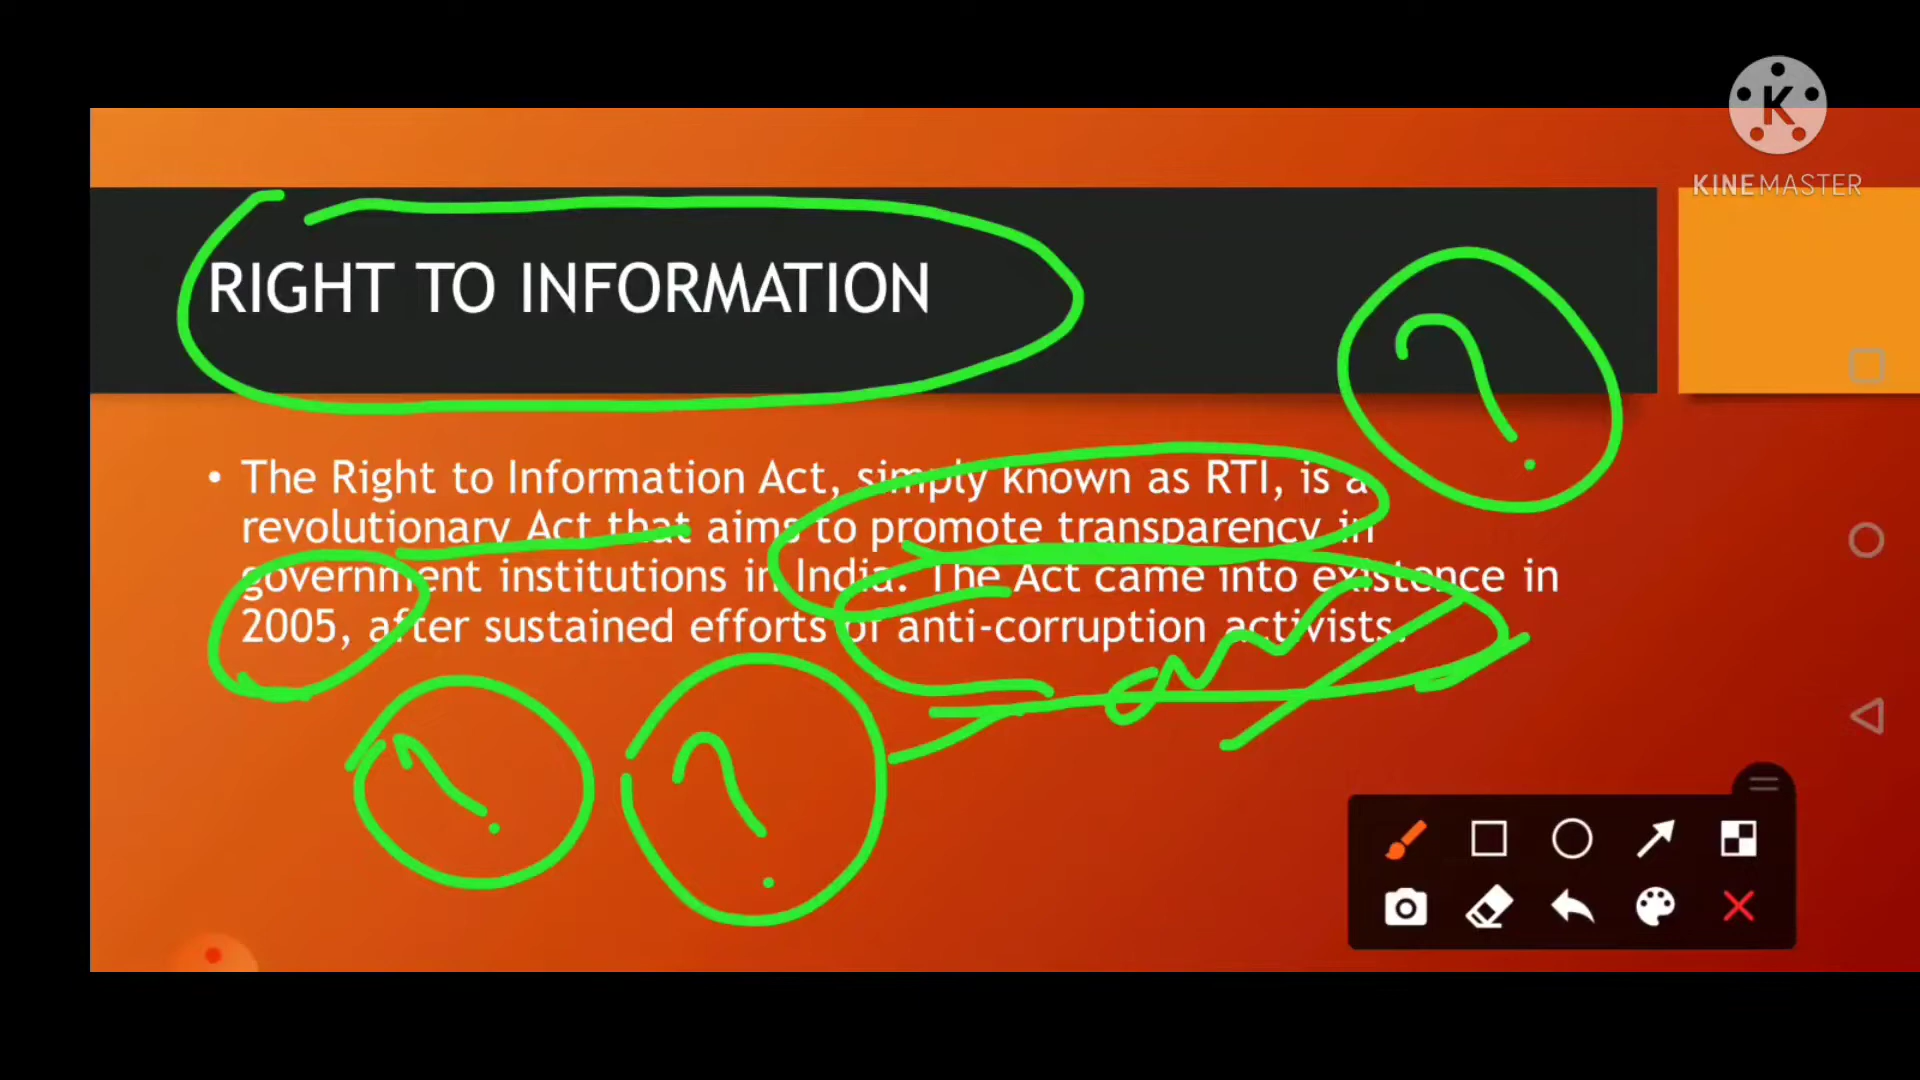 K
KINEMASTER
RIGHT TO INFORMATION
?
• The Right to Information Act, simply known as RTI, is a
revolutionary Act that aims to promote transparency in
government institutions in India. The Act came into existence in
2005, after sustained efforts of anti-corruption activists.
? ?